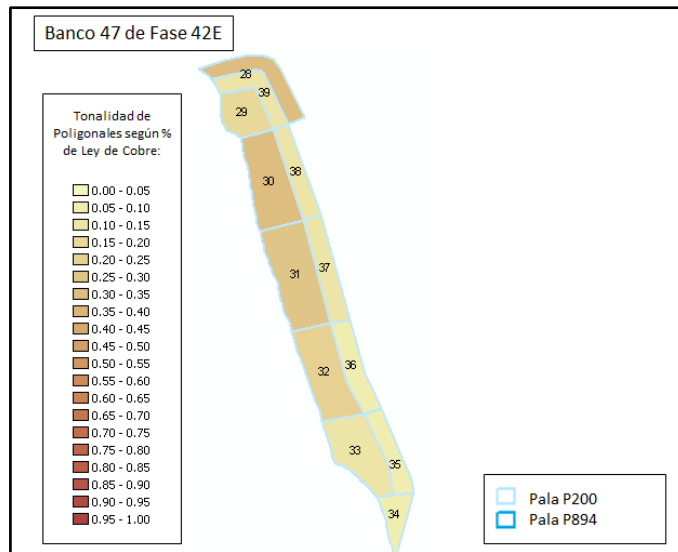 Banco 47 de Fase 42E
Tonalidad de
Poligonales según %
de Ley de Cobre:
0.00 - 0.05
0.05 - 0.10
0.10 - 0.15
0.15 - 0.20
0.20 - 0.25
0.25 - 0.30
0.30 - 0.35
0.35 - 0.40
0.40 - 0.45
0.45 - 0.50
0.50 - 0.55
0.55 - 0.60
0.60 - 0.65
0.65 - 0.70
0.70 - 0.75
0.75 - 0.80
0.80 - 0.85
0.85 - 0.90
0.90 - 0.95
0.95 - 1.00
28
39
29
38
30
37
31
36
32
33
35
34
Pala P200
Pala P894